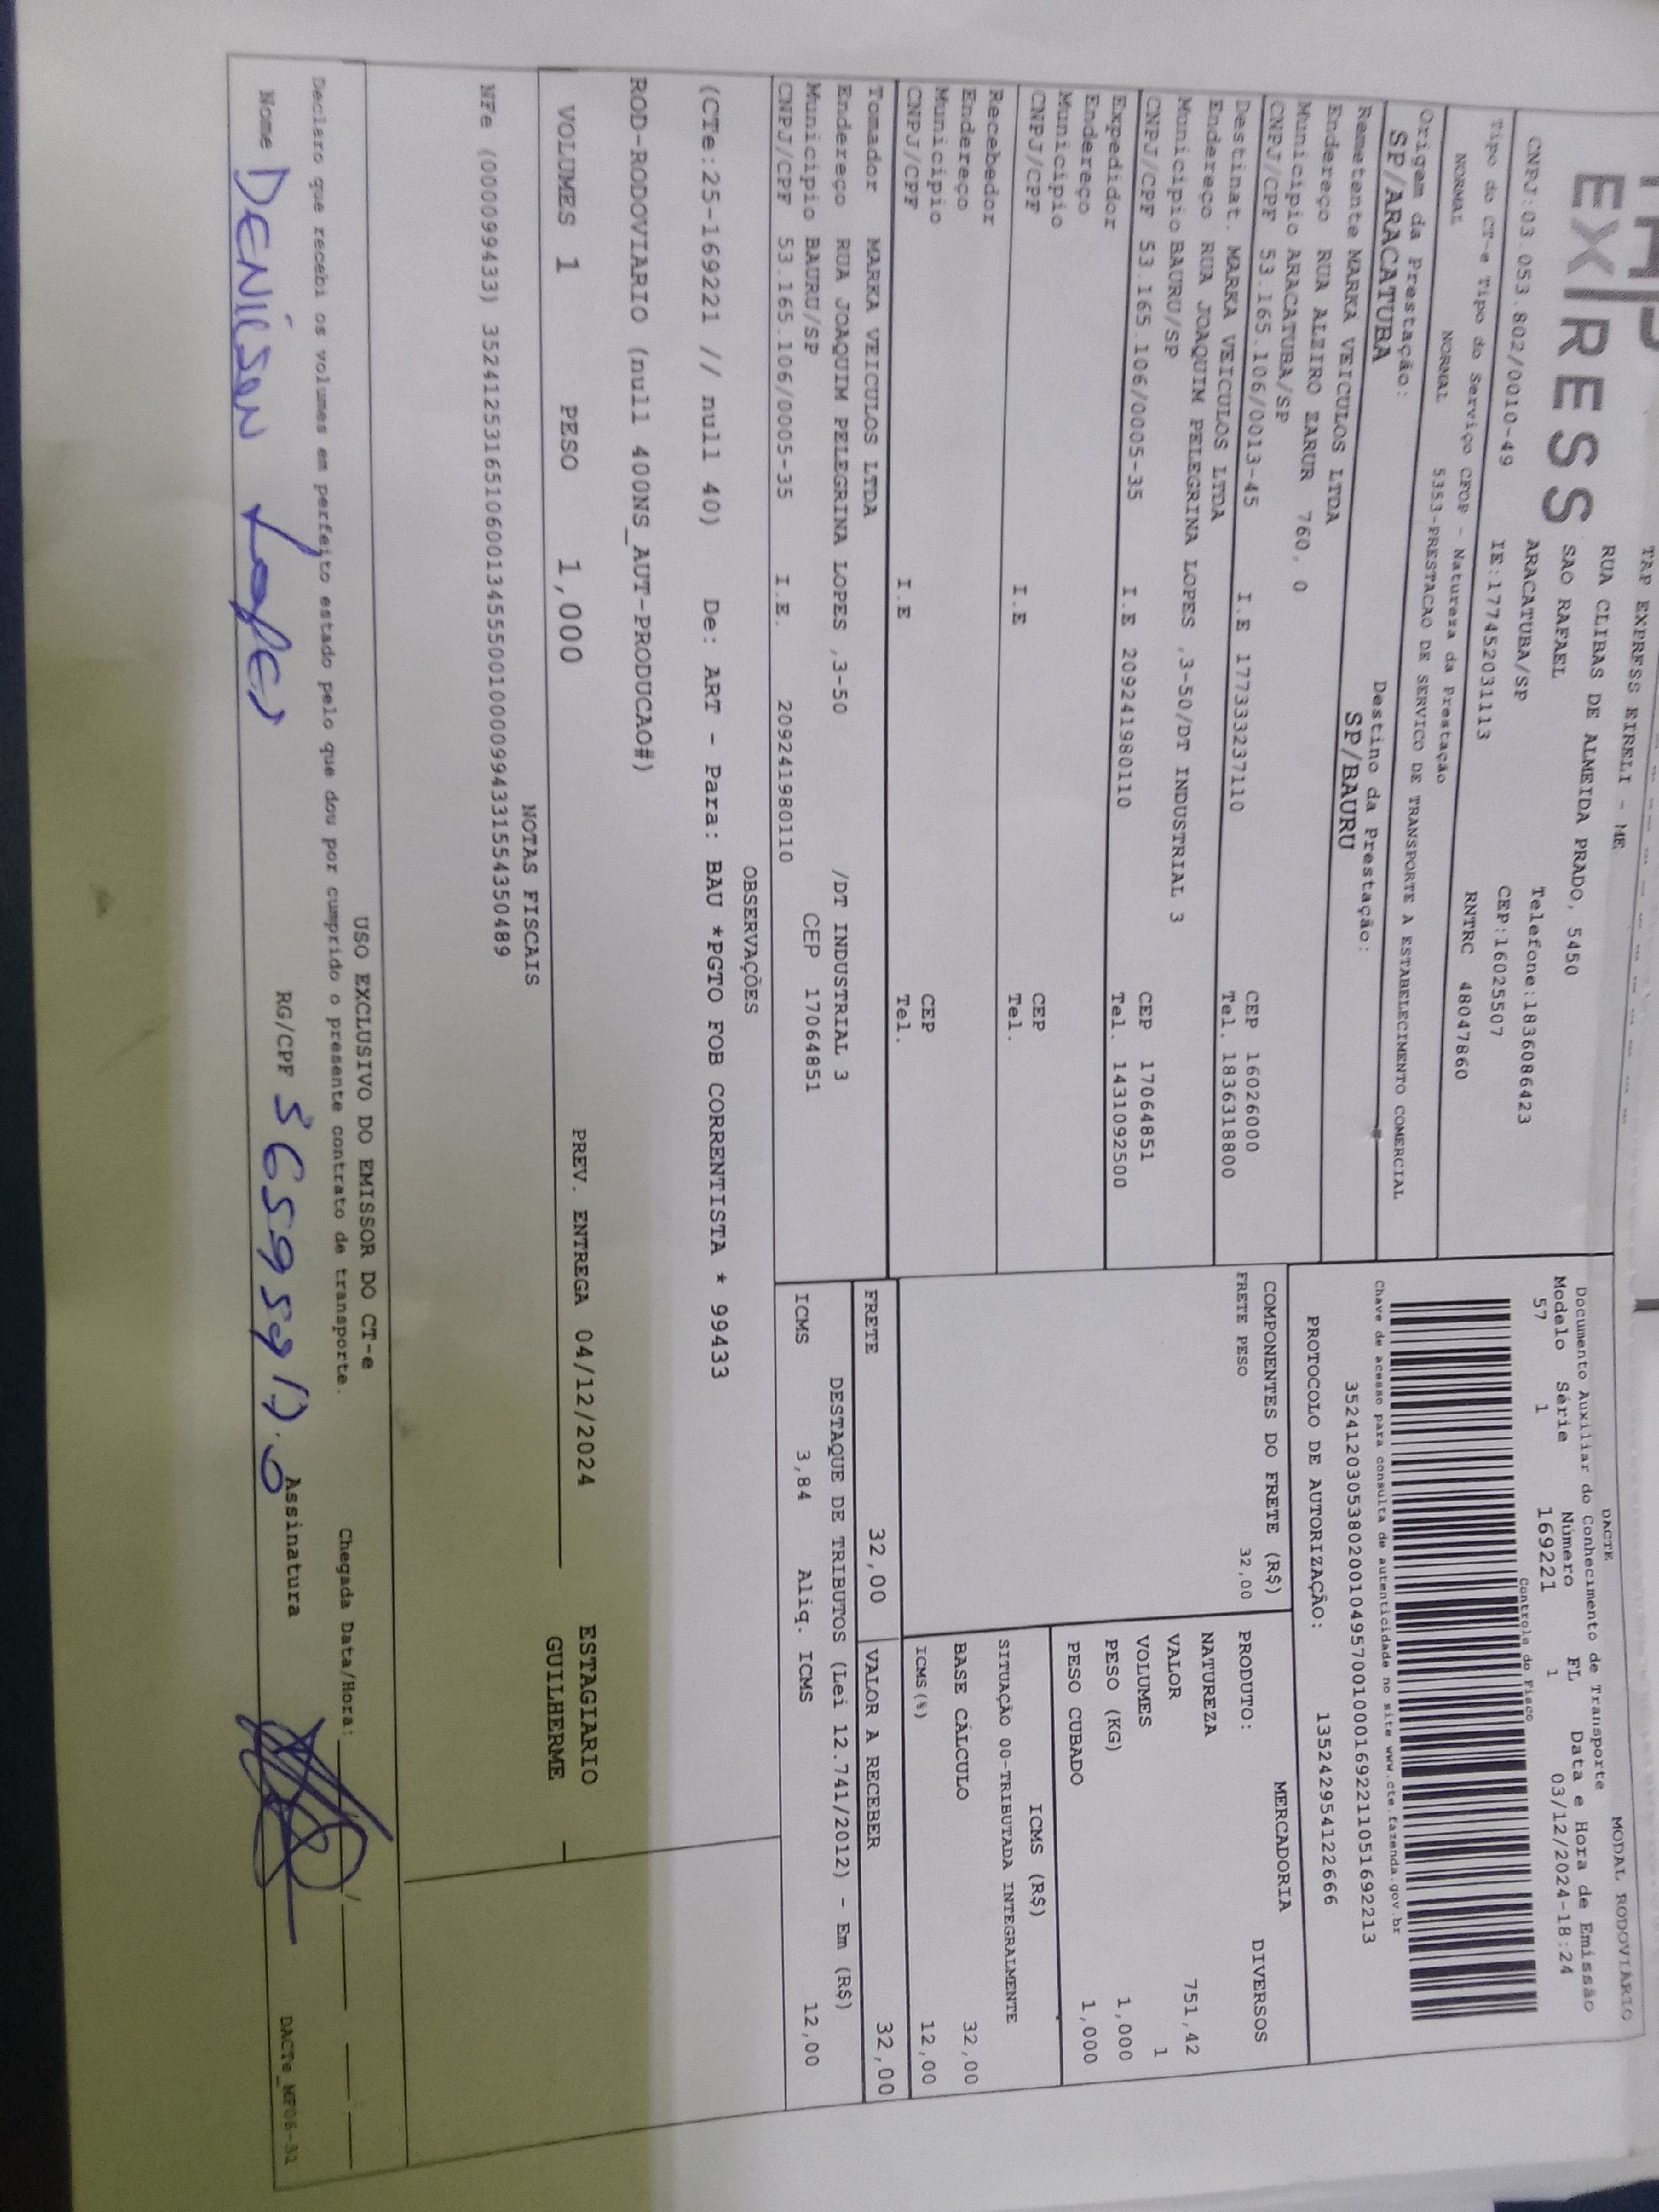 TAP EXPRESS EIRELI - ME
EX/RESS
RUA CLIBAS DE ALMEIDA PRADO, 5450
SAO RAFAEL
ARACATUBA/SP Telefone:1836086423
CNPJ:03.053.802/0010-49 IE:177452031113 CEP:16025507
RNTRC 48047860
Tipo do CT-e Tipo do Serviço CFOP - Natureza da Prestação
NORMAL NORMAL 5353-PRESTACAO DE SERVICO DE TRANSPORTE A ESTABELECIMENTO COMERCIAL
Origem da Prestação: Destino da Prestação:
SP/ARACATUBA SP/BAURU
Remetente MARKA VEICULOS LTDA
Endereço RUA ALZIRO ZARUR 760, 0
Município ARACATUBA/SP CEP 16026000
CNPJ/CPF 53.165.106/0013-45 I.E 177333237110 Tel. 1836318800
Destinat. MARKA VEICULOS LTDA
Endereço RUA JOAQUIM PELEGRINA LOPES ,3-50/DT INDUSTRIAL 3
Município BAURU/SP CEP 17064851
CNPJ/CPF 53.165.106/0005-35 I.E 209241980110 Tel. 1431092500
Expedidor
Endereço
Município CEP
CNPJ/CPF I.E Tel.
Recebedor
Endereço
Município CEP
CNPJ/CPF I.E Tel.
Tomador MARKA VEICULOS LTDA
Endereço RUA JOAQUIM PELEGRINA LOPES ,3-50 /DT INDUSTRIAL 3
Município BAURU/SP CEP 17064851
CNPJ/CPF 53.165.106/0005-35 I.E. 209241980110
DACTE MODAL RODOVIÁRIO
Documento Auxiliar do Conhecimento de Transporte
Modelo Série Número FL Data e Hora de Emissão
57 1 169221 1 03/12/2024-18:24
Controle do Fisco
Chave de acesso para consulta de autenticidade no site www.cte.fazenda.gov.br
35241203053802001049570010001692211051692213
PROTOCOLO DE AUTORIZAÇÃO: 135242954122666
COMPONENTES DO FRETE (R$)
FRETE PESO 32,00
MERCADORIA
PRODUTO: DIVERSOS
NATUREZA
VALOR 751,42
VOLUMES 1
PESO (KG) 1,000
PESO CUBADO 1,000
ICMS (R$)
SITUAÇÃO 00-TRIBUTADA INTEGRALMENTE
BASE CÁLCULO 32,00
ICMS(%) 12,00
FRETE 32,00 VALOR A RECEBER 32,00
DESTAQUE DE TRIBUTOS (Lei 12.741/2012) - Em (R$)
ICMS 3,84 Aliq. ICMS 12,00
OBSERVAÇÕES
(CTe:25-169221 // null 40) De: ART - Para: BAU *PGTO FOB CORRENTISTA * 99433
ROD-RODOVIARIO (null 400NS_AUT-PRODUCAO#)
VOLUMES 1 PESO 1,000 PREV. ENTREGA 04/12/2024 ESTAGIARIO
GUILHERME
NOTAS FISCAIS
NFe (000099433) 35241253165106001345550010000994331554350489
USO EXCLUSIVO DO EMISSOR DO CT-e
Declaro que recebi os volumes em perfeito estado pelo que dou por cumprido o presente contrato de transporte. Chegada Data/Hora: / 
Nome DENILSON Lopes RG/CPF Assinatura
DACTe_MF06-31